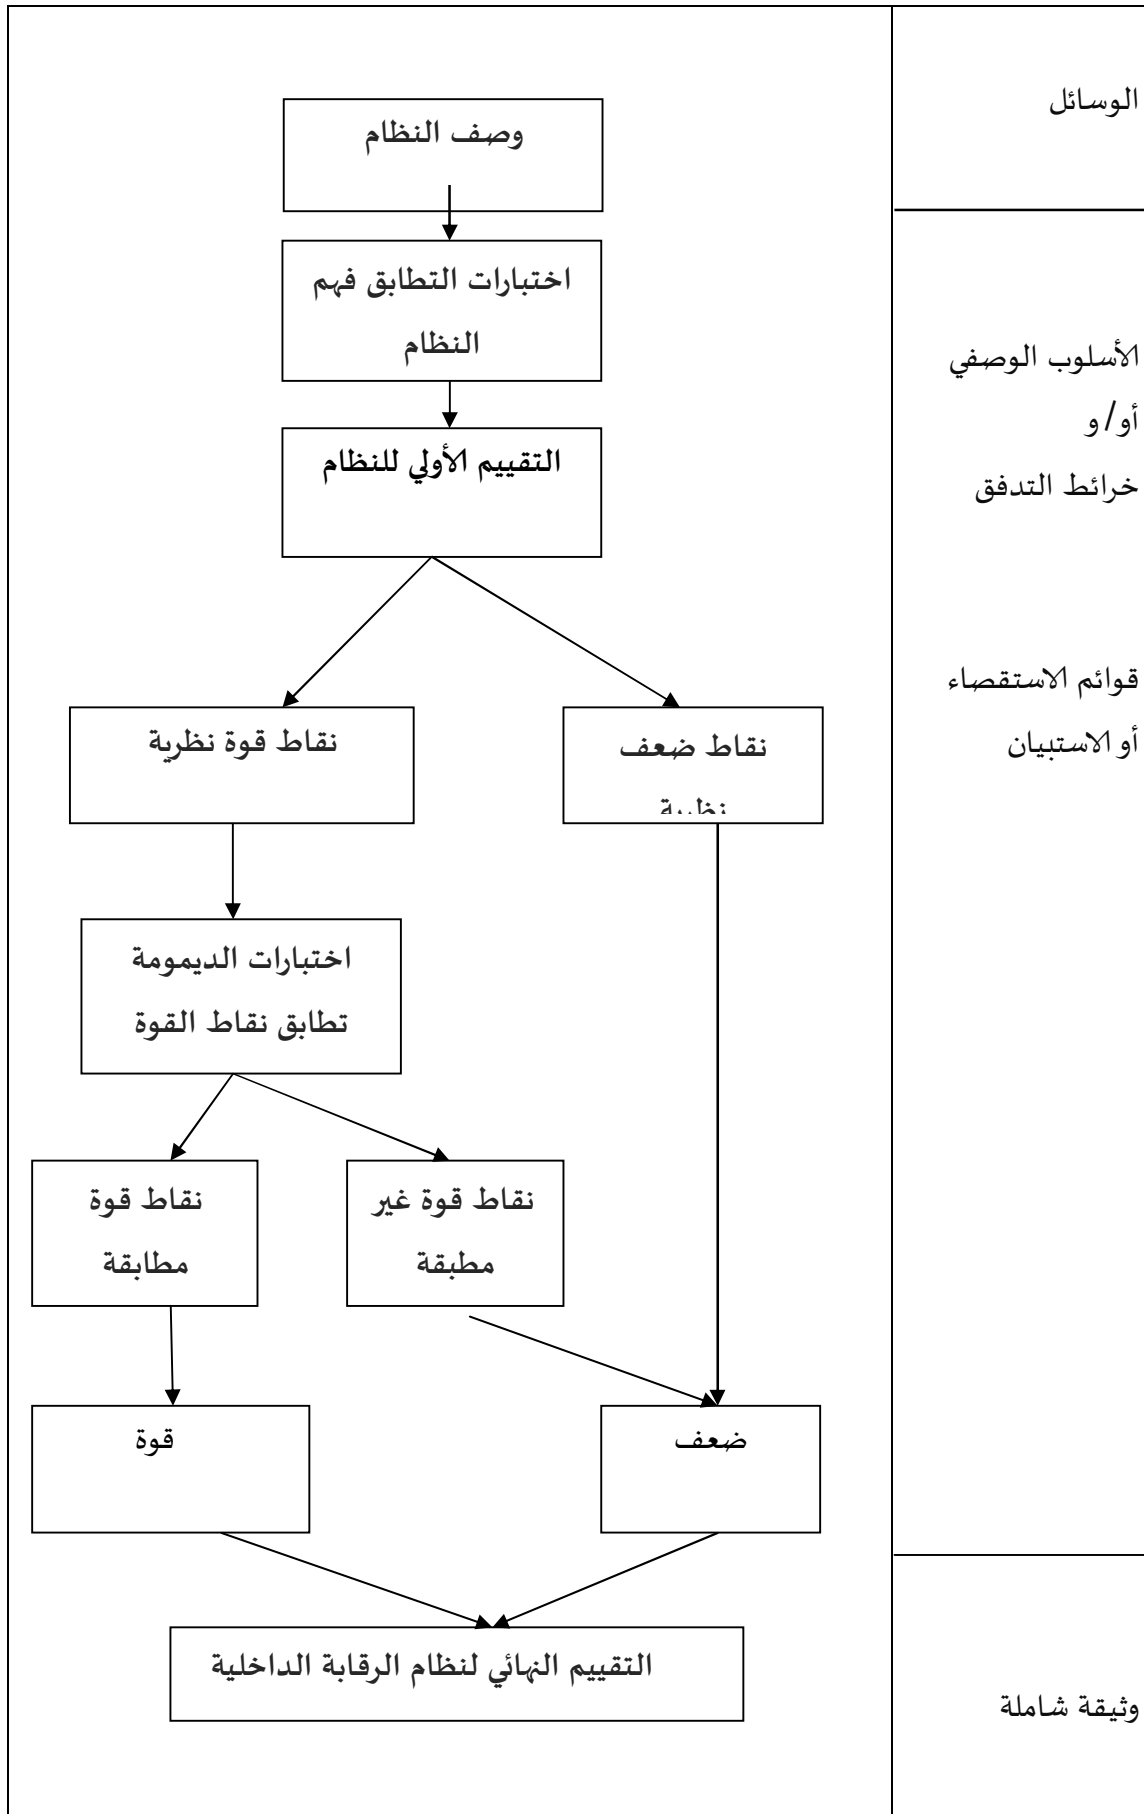 الوسائل
وصف النظام
اختبارات التطابق فهم
النظام
التقييم الأولي للنظام
الأسلوب الوصفي
أو/ و
خرائط التدفق
قوائم الاستقصاء
أو الاستبيان
نقاط ضعف
نظرية
نقاط قوة نظرية
اختبارات الديمومة
تطابق نقاط القوة
نقاط قوة غير
مطبقة
نقاط قوة
مطابقة
ضعف
قوة
التقييم النهائي لنظام الرقابة الداخلية
وثيقة شاملة